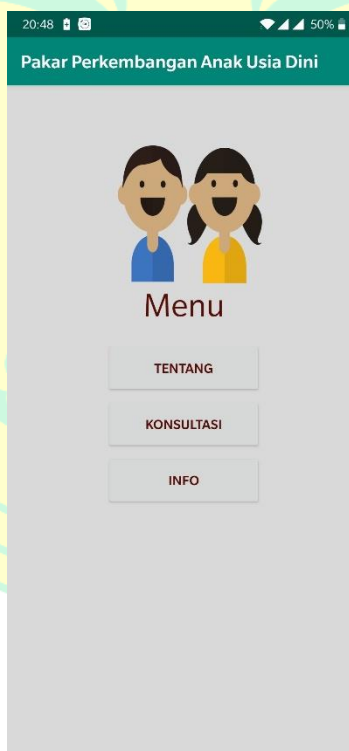 20:48 50%
Pakar Perkembangan Anak Usia Dini
Menu
TENTANG
KONSULTASI
INFO